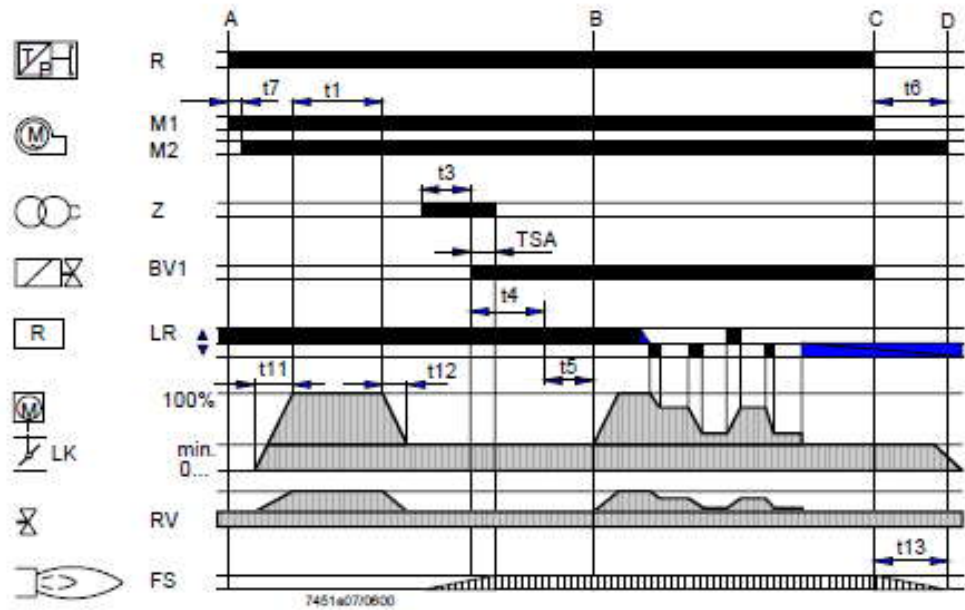 A B C D
T P
R
t7 t1 t6
M1
M
M2
t3
Z
TSA
BV1
t4
R LR
t11 t12 t5
100%
M
LK min.
0...
RV
t13
FS
7451a07/0600